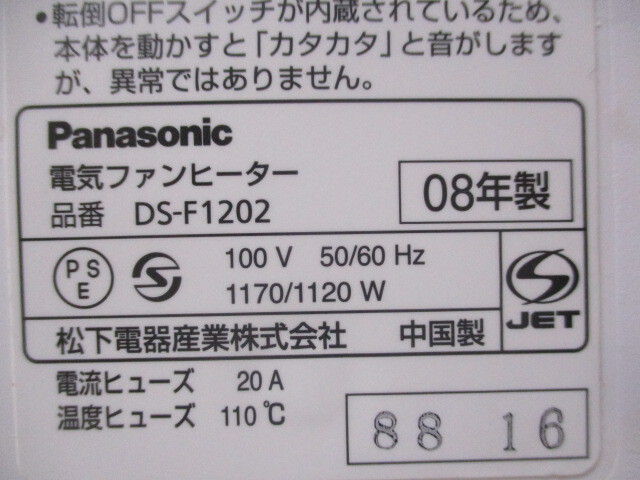 •転倒OFFスイッチが内蔵されているため、
本体を動かすと「カタカタ」と音がします
が、異常ではありません。
Panasonic
電気ファンヒーター
08年製
品番 DS-F1202
PSE
100 V 50/60 Hz
1170/1120 W
JET
松下電器産業株式会社 中国製
電流ヒューズ 20 A
温度ヒューズ 110 ℃
88 16